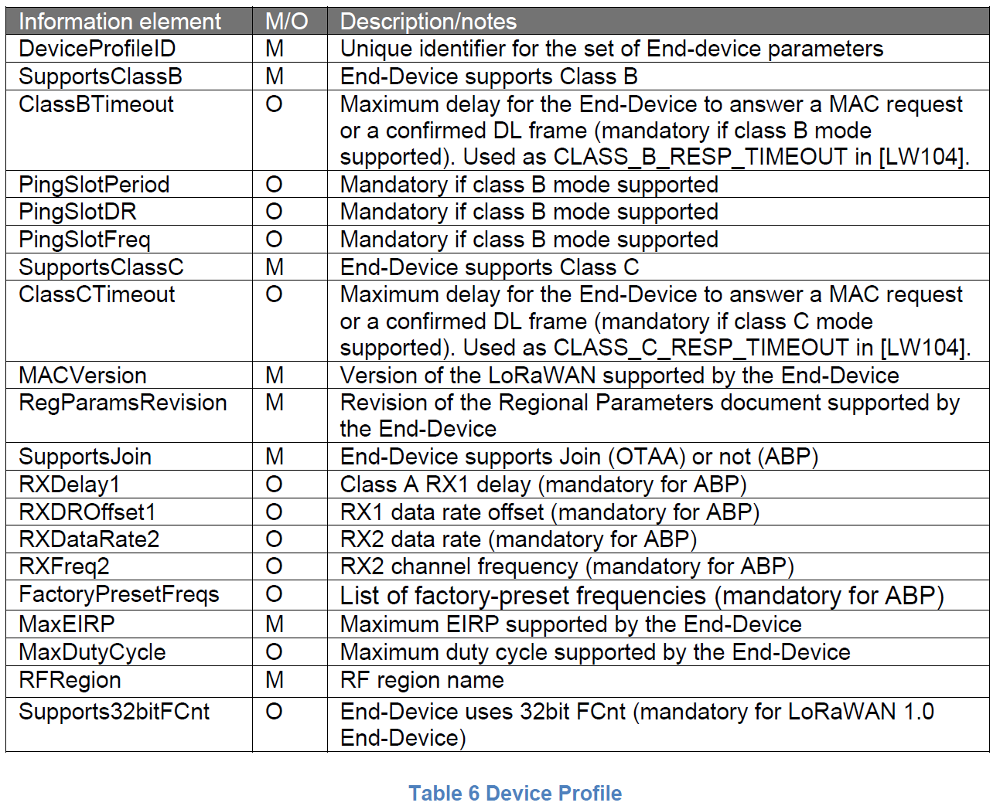 Information element M/O Description/notes
DeviceProfileID M Unique identifier for the set of End-device parameters
SupportsClassB M End-Device supports Class B
ClassBTimeout O Maximum delay for the End-Device to answer a MAC request
or a confirmed DL frame (mandatory if class B mode
supported). Used as CLASS_B_RESP_TIMEOUT in [LW104].
PingSlotPeriod O Mandatory if class B mode supported
PingSlotDR O Mandatory if class B mode supported
PingSlotFreq O Mandatory if class B mode supported
SupportsClassC M End-Device supports Class C
ClassCTimeout O Maximum delay for the End-Device to answer a MAC request
or a confirmed DL frame (mandatory if class C mode
supported). Used as CLASS_C_RESP_TIMEOUT in [LW104].
MACVersion M Version of the LoRaWAN supported by the End-Device
RegParamsRevision M Revision of the Regional Parameters document supported by
the End-Device
SupportsJoin M End-Device supports Join (OTAA) or not (ABP)
RXDelay1 O Class A RX1 delay (mandatory for ABP)
RXDROffset1 O RX1 data rate offset (mandatory for ABP)
RXDataRate2 O RX2 data rate (mandatory for ABP)
RXFreq2 O RX2 channel frequency (mandatory for ABP)
FactoryPresetFreqs O List of factory-preset frequencies (mandatory for ABP)
MaxEIRP M Maximum EIRP supported by the End-Device
MaxDutyCycle O Maximum duty cycle supported by the End-Device
RFRegion M RF region name
Supports32bitFCnt O End-Device uses 32bit FCnt (mandatory for LoRaWAN 1.0
End-Device)
Table 6 Device Profile